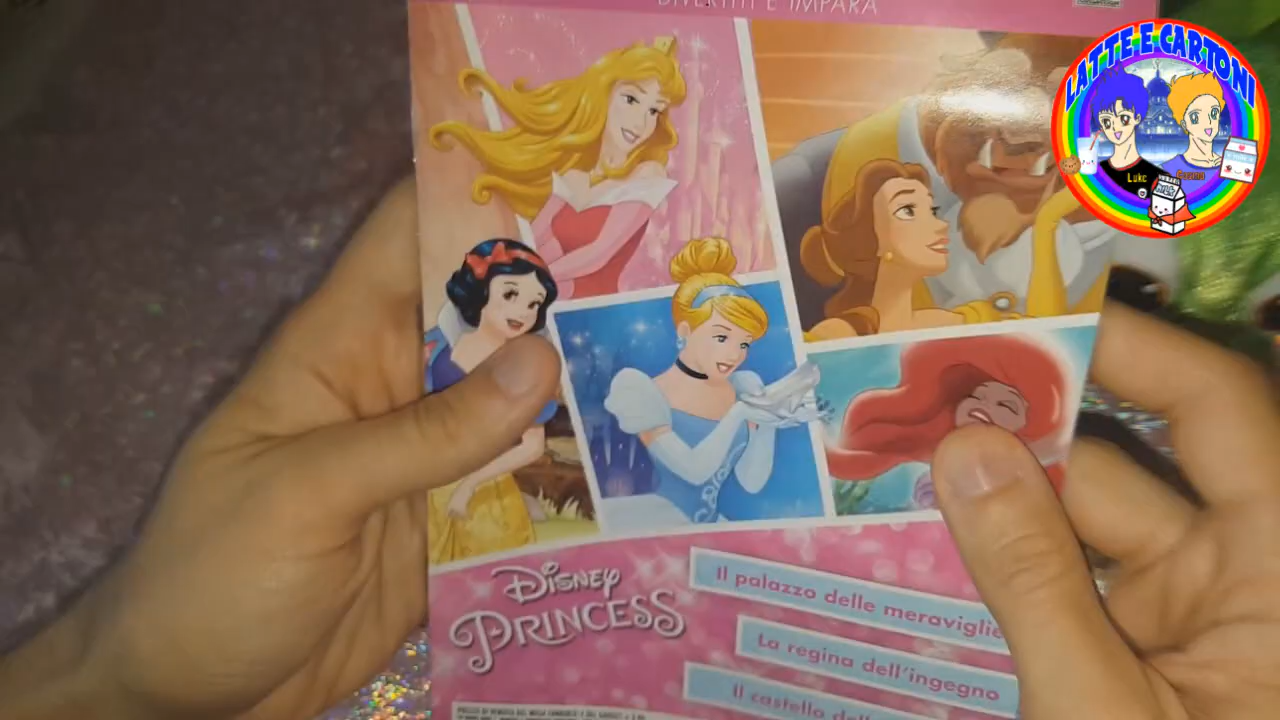 DIVERTITI E IMPARA
LATTE E CARTONI
Luke
DISNEY
PRINCESS
Il palazzo delle meraviglie
La regina dell'ingegno
Il castello